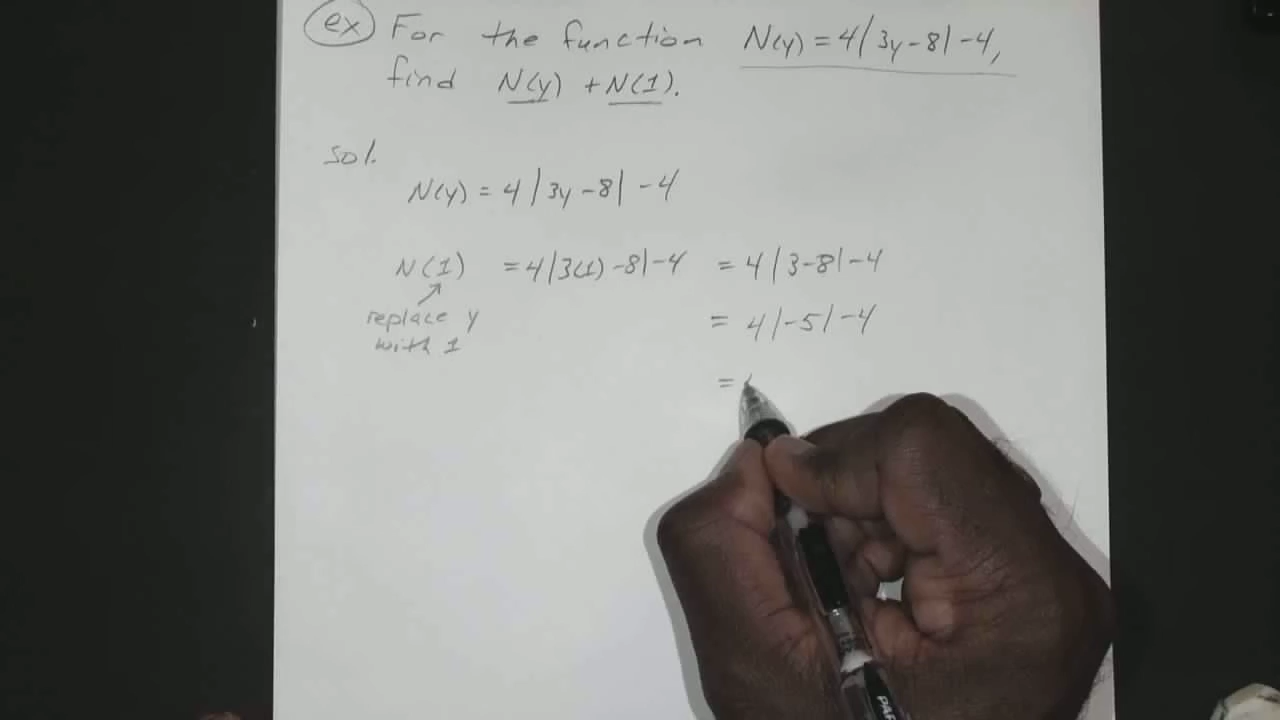 ex For the function N(y) = 4|3y-8|-4,
find N(y) + N(1).
sol.
N(y) = 4|3y-8|-4
N(1) = 4|3(1)-8|-4 = 4|3-8|-4
replace y = 4|-5|-4
with 1
=
PAP